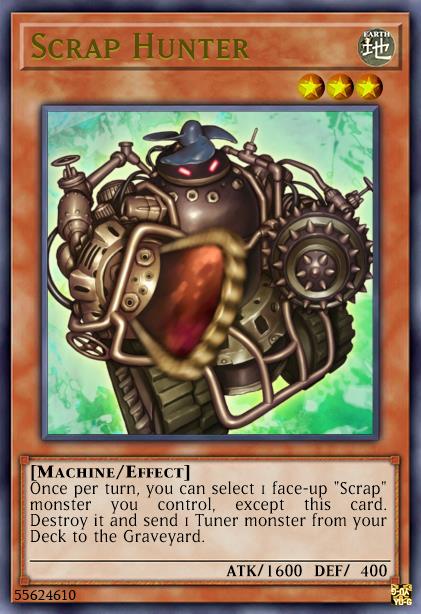 Scrap Hunter
EARTH
地
[Machine/Effect]
Once per turn, you can select 1 face-up "Scrap"
monster you control, except this card.
Destroy it and send 1 Tuner monster from your
Deck to the Graveyard.
ATK/1600 DEF/ 400
55624610